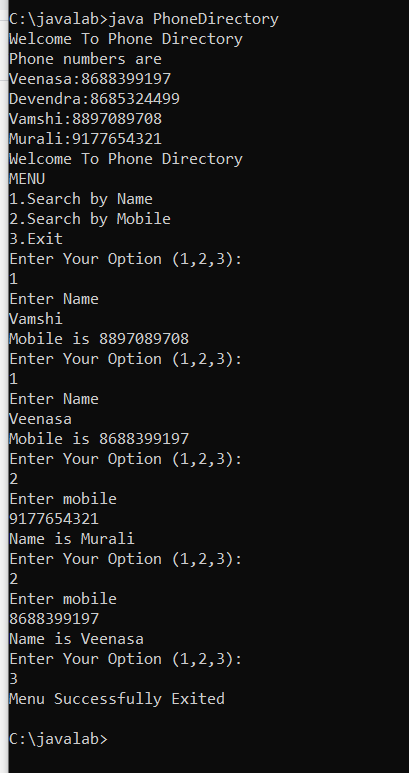 C:\javalab>java PhoneDirectory
Welcome To Phone Directory
Phone numbers are
Veenasa:8688399197
Devendra:8685324499
Vamshi:8897089708
Murali:9177654321
Welcome To Phone Directory
MENU
1.Search by Name
2.Search by Mobile
3.Exit
Enter Your Option (1,2,3):
1
Enter Name
Vamshi
Mobile is 8897089708
Enter Your Option (1,2,3):
1
Enter Name
Veenasa
Mobile is 8688399197
Enter Your Option (1,2,3):
2
Enter mobile
9177654321
Name is Murali
Enter Your Option (1,2,3):
2
Enter mobile
8688399197
Name is Veenasa
Enter Your Option (1,2,3):
3
Menu Successfully Exited
C:\javalab>